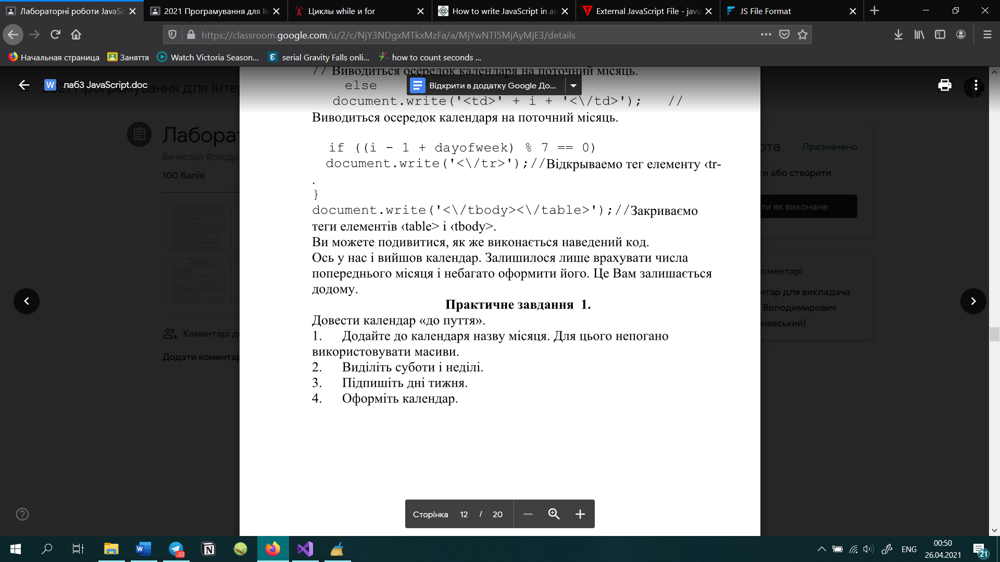 Лабораторні роботи JavaSc
2021 Програмування для Ін
Циклы while и for
How to write JavaScript in an
External JavaScript File - java
JS File Format
https://classroom.google.com/u/2/c/NjY3NDgxMTkxMzFa/a/MjYwNTI5MjAyMjE3/details
Начальная страница
Заняття
Watch Victoria Season...
serial Gravity Falls onli...
how to count seconds ...
лаб3 JavaScript.doc
2021 Програмування для Інтер
Відкрити в додатку Google До...
Лаборат
Вячеслав Володи
100 балів
Коментарі до
Додати коментар
// Виводиться осередок календаря на поточний місяць.
else
document.write('<td>' + i + '<\/td>'); //
Виводиться осередок календаря на поточний місяць.
if ((i - 1 + dayofweek) % 7 == 0)
document.write('<\/tr>');//Відкрываемо тег елементу ‹tr-
.
}
document.write('<\/tbody><\/table>');//Закриваємо
теги елементів ‹table> і ‹tbody>.
Ви можете подивитися, як же виконається наведений код.
Ось у нас і вийшов календар. Залишилося лише врахувати числа
попереднього місяця і небагато оформити його. Це Вам залишається
додому.
Практичне завдання 1.
Довести календар «до пуття».
1. Додайте до календаря назву місяця. Для цього непогано
використовувати масиви.
2. Виділіть суботи і неділі.
3. Підпишіть дні тижня.
4. Оформіть календар.
ота
Призначено
ти або створити
ти як виконане
коментарі
нтар для викладача
Володимирович
навський)
Сторінка 12 / 20
02
ENG
00:50
26.04.2021
21